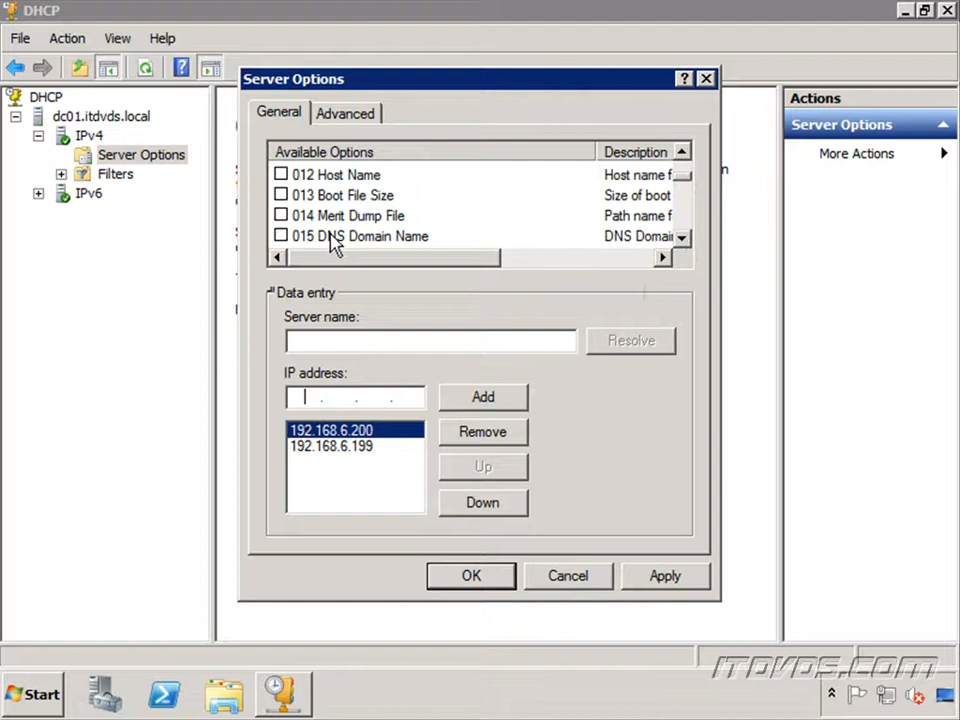 DHCP
File Action View Help
DHCP
dc01.itdvds.local
IPv4
Server Options
Filters
IPv6
Server Options
General
Advanced
Available Options
Description
012 Host Name
Host name f
013 Boot File Size
Size of boot
014 Merit Dump File
Path name f
015 DNS Domain Name
DNS Domai
Data entry
Server name:
Resolve
IP address:
. . .
Add
192.168.6.200
192.168.6.199
Remove
Up
Down
OK
Cancel
Apply
Actions
Server Options
More Actions
Start
ITDVDS.COM